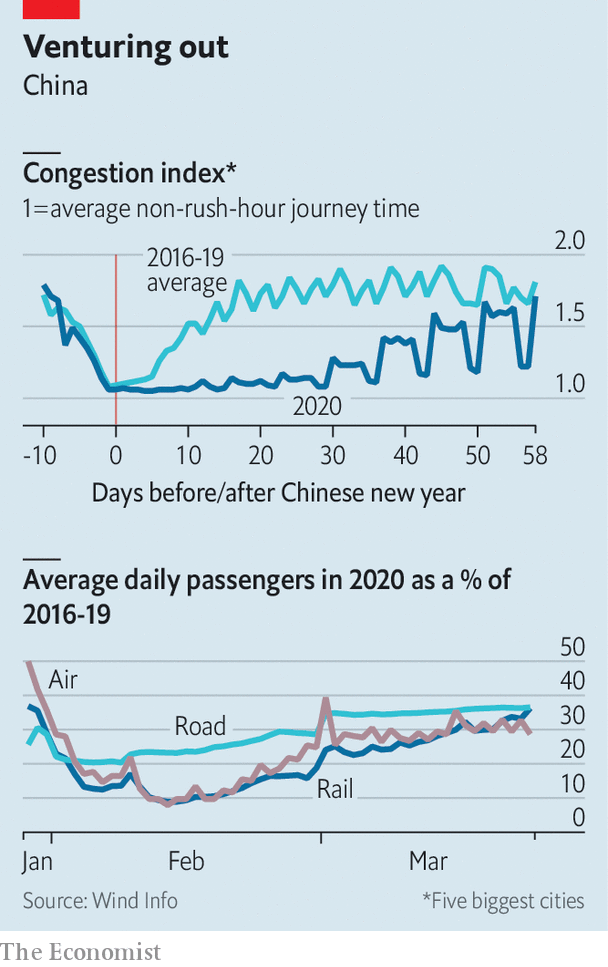 Venturing out
China
Congestion index*
1=average non-rush-hour journey time
2.0
2016-19
average
1.5
1.0
2020
-10 0 10 20 30 40 50 58
Days before/after Chinese new year
Average daily passengers in 2020 as a % of
2016-19
50
Air
40
Road
30
20
Rail
10
0
Jan Feb Mar
Source: Wind Info *Five biggest cities
The Economist